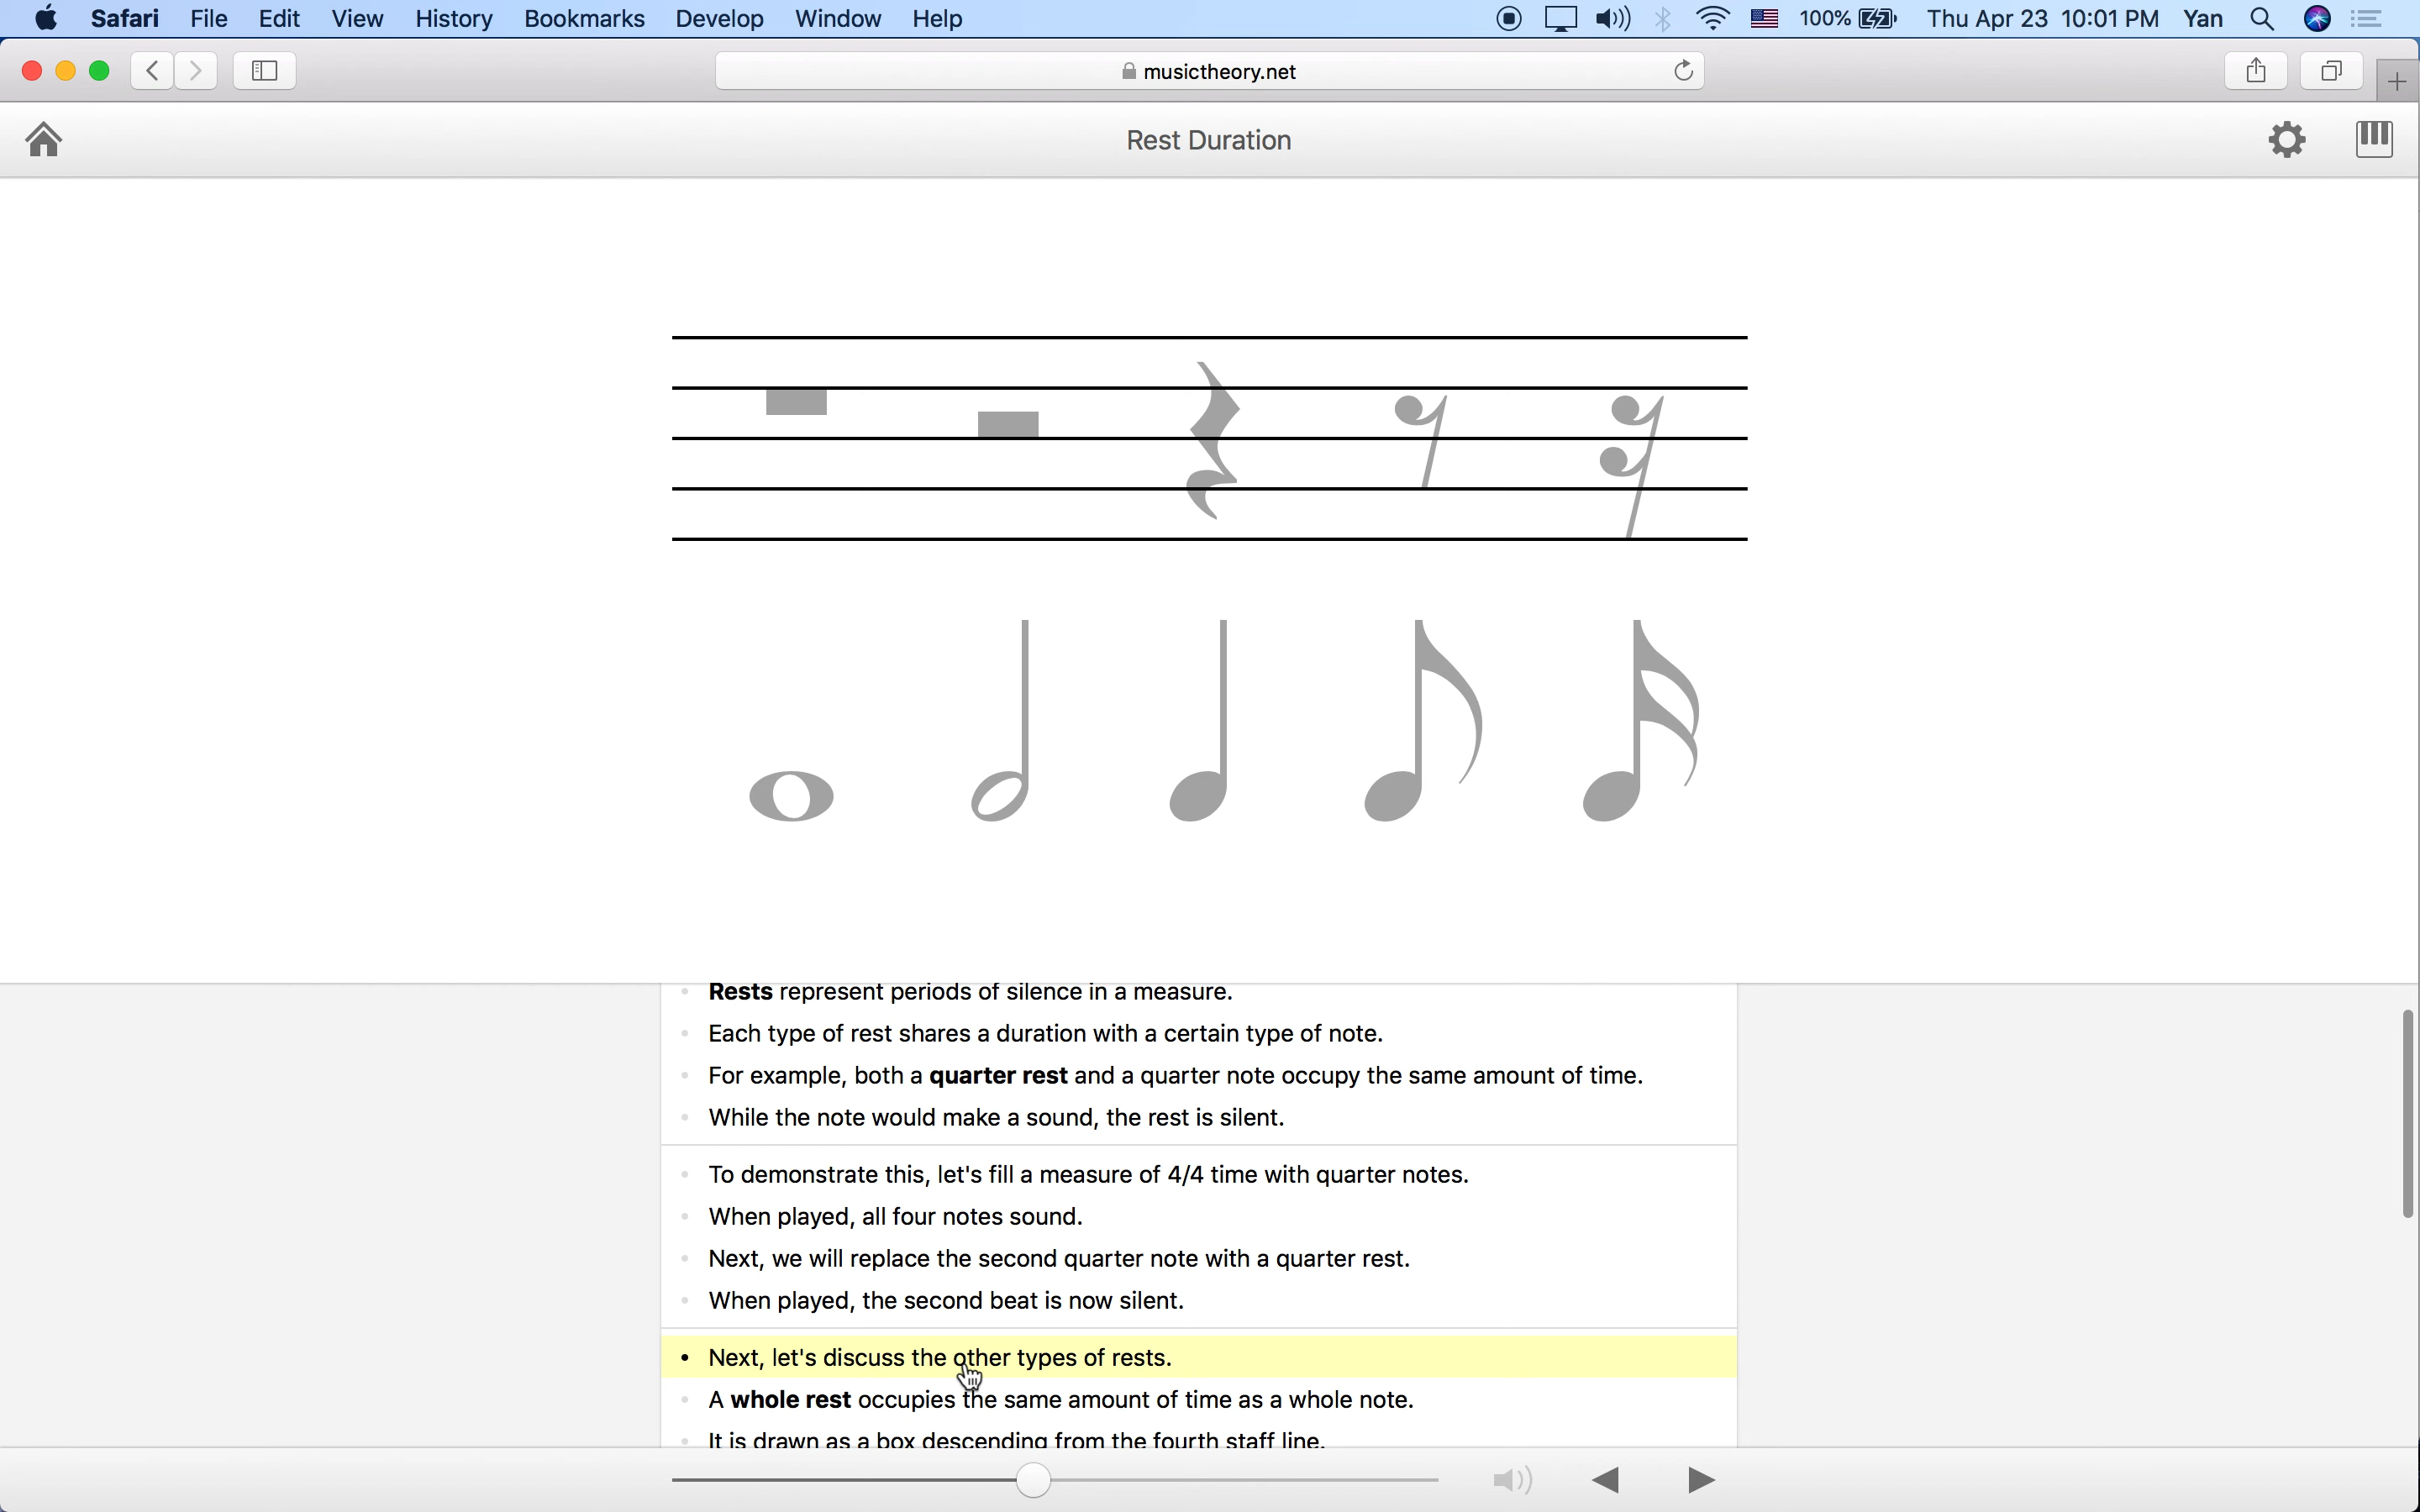 Safari File Edit View History Bookmarks Develop Window Help 100% Thu Apr 23 10:01 PM Yan
musictheory.net
Rest Duration
Rests represent periods of silence in a measure.
Each type of rest shares a duration with a certain type of note.
For example, both a quarter rest and a quarter note occupy the same amount of time.
While the note would make a sound, the rest is silent.
To demonstrate this, let's fill a measure of 4/4 time with quarter notes.
When played, all four notes sound.
Next, we will replace the second quarter note with a quarter rest.
When played, the second beat is now silent.
Next, let's discuss the other types of rests.
A whole rest occupies the same amount of time as a whole note.
It is drawn as a box descending from the fourth staff line.